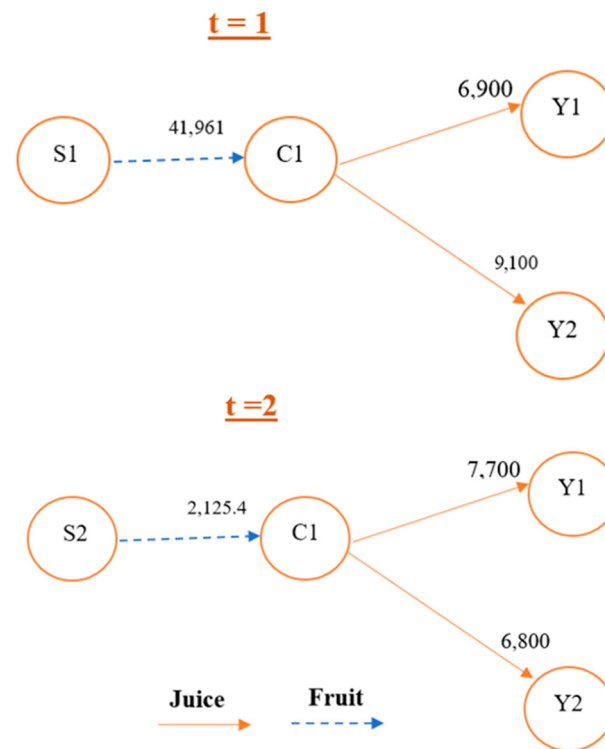 t = 1
6,900
Y1
41,961
S1
C1
9,100
Y2
t =2
7,700
Y1
2,125.4
S2
C1
6,800
Juice
Fruit
Y2